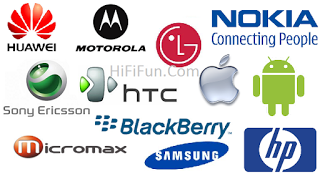 HUAWEI
MOTOROLA
LG
NOKIA
Connecting People
HiFiFun.Com
Sony Ericsson
hTC
BlackBerry
micromax
SAMSUNG
hp